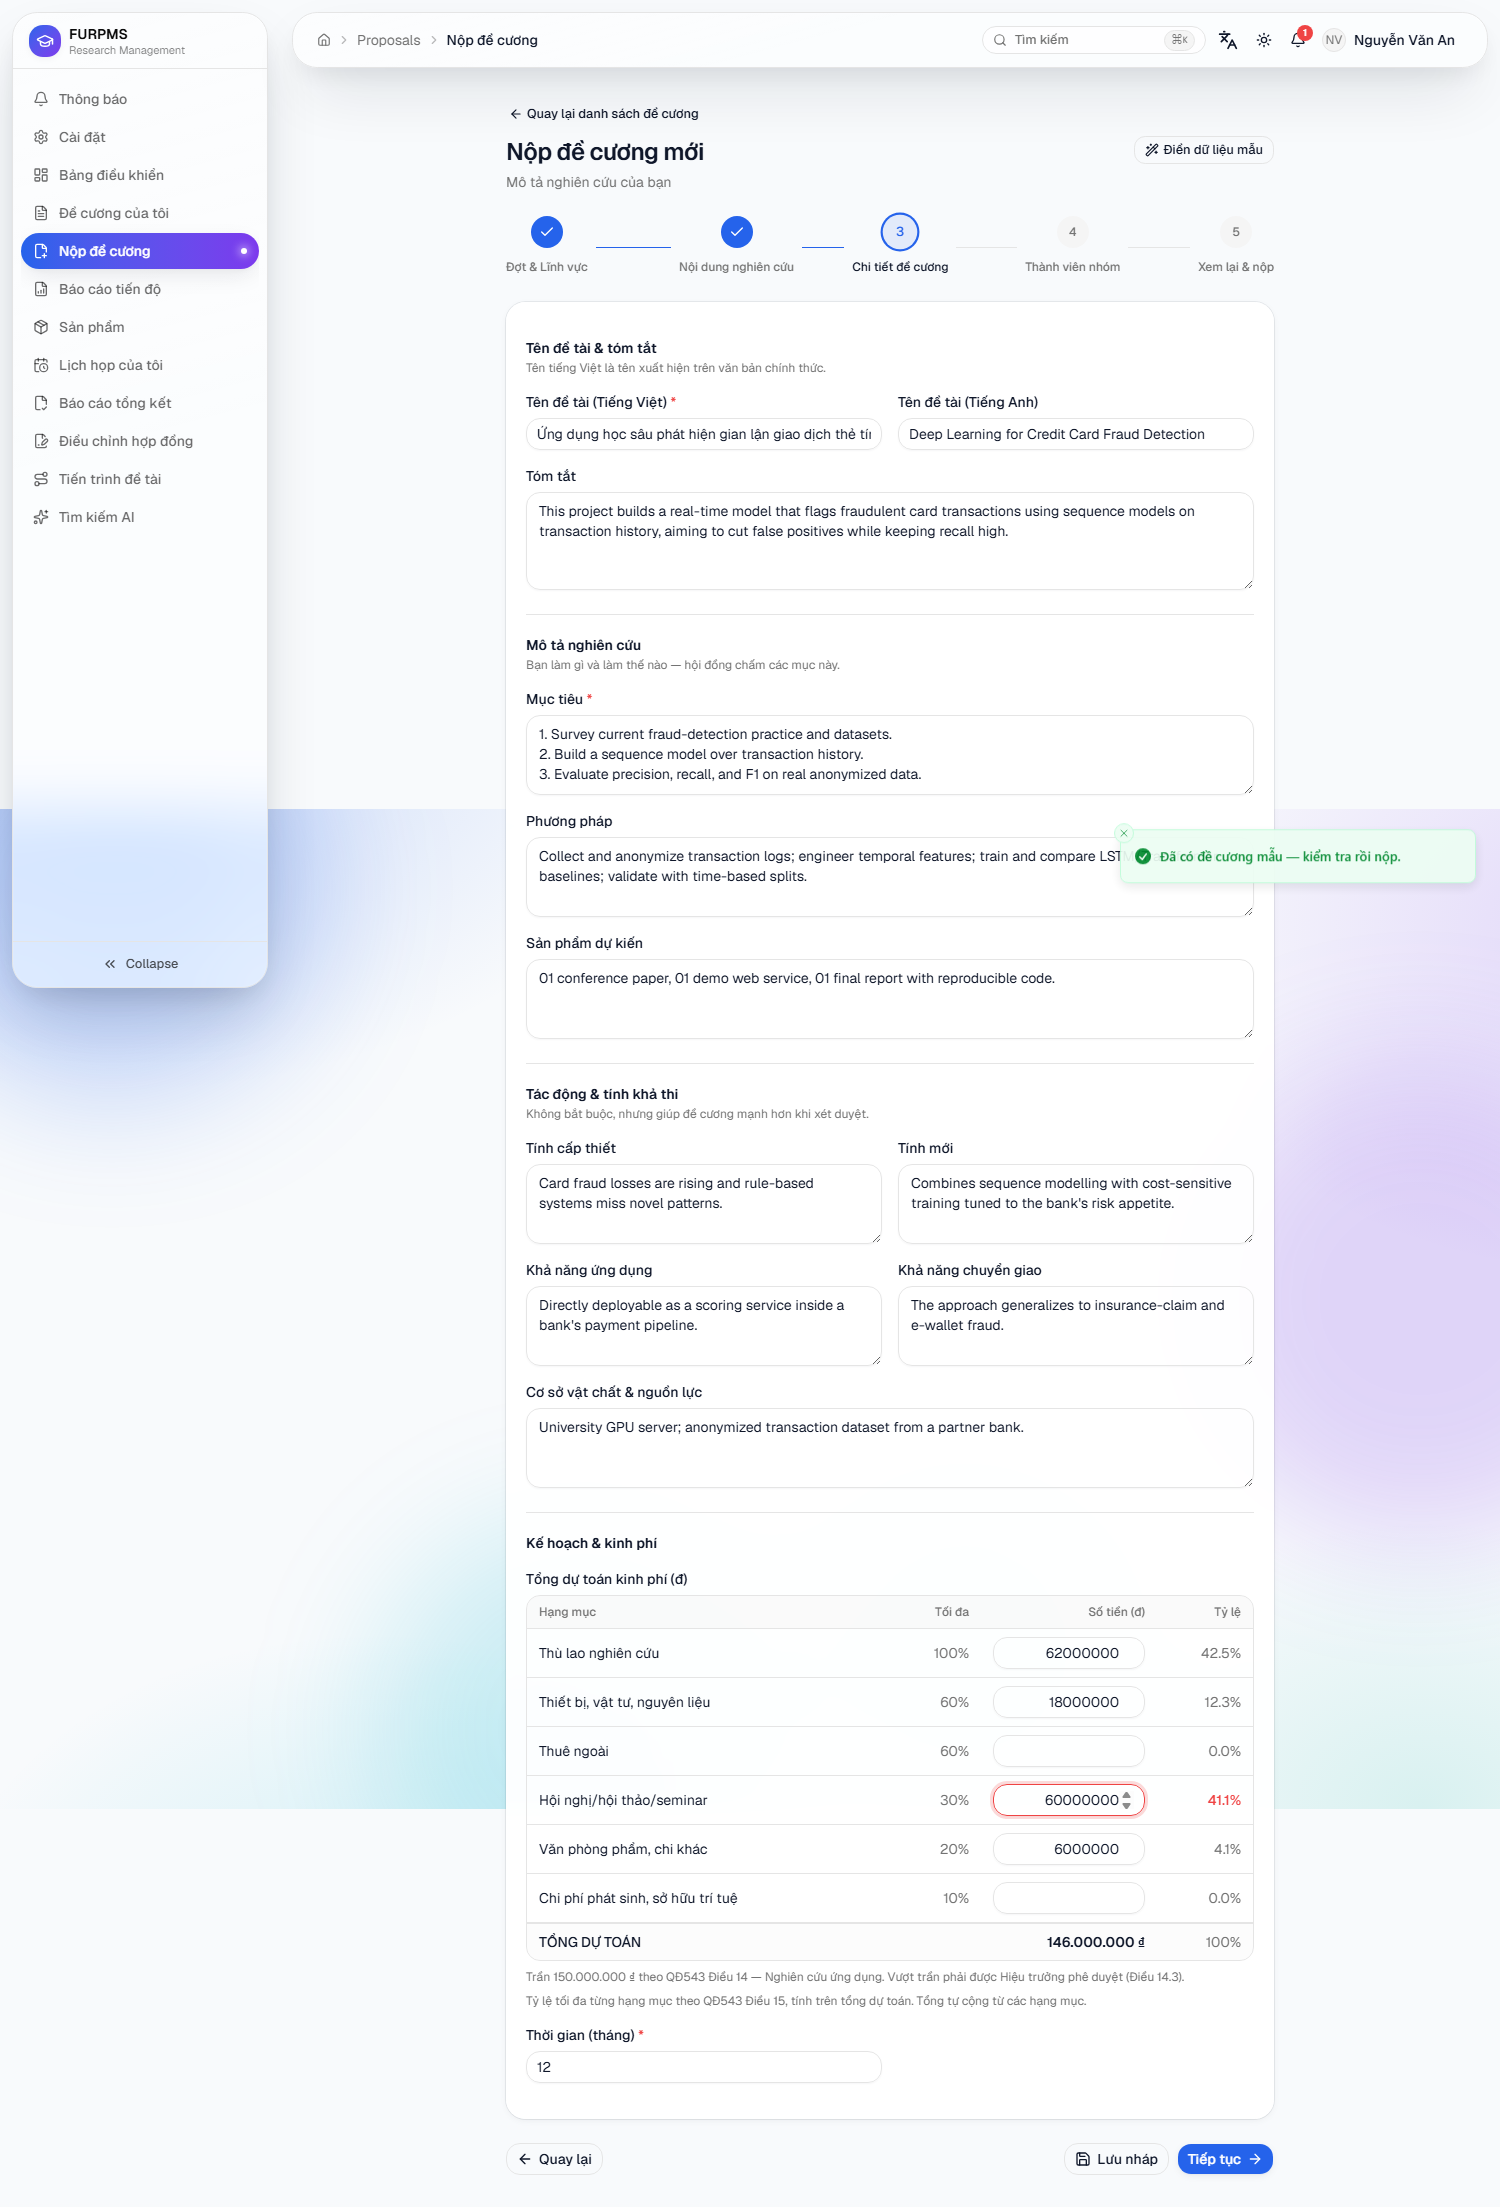 FURPMS
Research Management
Thông báo
Cài đặt
Bảng điều khiển
Đề cương của tôi
Nộp đề cương
Báo cáo tiến độ
Sản phẩm
Lịch họp của tôi
Báo cáo tổng kết
Điều chỉnh hợp đồng
Tiến trình đề tài
Tìm kiếm AI
Collapse
Proposals
Nộp đề cương
Tìm kiếm
⌘K
1
NV
Nguyễn Văn An
Quay lại danh sách đề cương
Nộp đề cương mới
Điền dữ liệu mẫu
Mô tả nghiên cứu của bạn
3
4
5
Đợt & Lĩnh vực
Nội dung nghiên cứu
Chi tiết đề cương
Thành viên nhóm
Xem lại & nộp
Tên đề tài & tóm tắt
Tên tiếng Việt là tên xuất hiện trên văn bản chính thức.
Tên đề tài (Tiếng Việt) *
Tên đề tài (Tiếng Anh)
Ứng dụng học sâu phát hiện gian lận giao dịch thẻ tín
Deep Learning for Credit Card Fraud Detection
Tóm tắt
This project builds a real-time model that flags fraudulent card transactions using sequence models on
transaction history, aiming to cut false positives while keeping recall high.
Mô tả nghiên cứu
Bạn làm gì và làm thế nào — hội đồng chấm các mục này.
Mục tiêu *
1. Survey current fraud-detection practice and datasets.
2. Build a sequence model over transaction history.
3. Evaluate precision, recall, and F1 on real anonymized data.
Phương pháp
Collect and anonymize transaction logs; engineer temporal features; train and compare LSTM
baselines; validate with time-based splits.
Đã có đề cương mẫu — kiểm tra rồi nộp.
Sản phẩm dự kiến
01 conference paper, 01 demo web service, 01 final report with reproducible code.
Tác động & tính khả thi
Không bắt buộc, nhưng giúp đề cương mạnh hơn khi xét duyệt.
Tính cấp thiết
Tính mới
Card fraud losses are rising and rule-based
systems miss novel patterns.
Combines sequence modelling with cost-sensitive
training tuned to the bank's risk appetite.
Khả năng ứng dụng
Khả năng chuyển giao
Directly deployable as a scoring service inside a
bank's payment pipeline.
The approach generalizes to insurance-claim and
e-wallet fraud.
Cơ sở vật chất & nguồn lực
University GPU server; anonymized transaction dataset from a partner bank.
Kế hoạch & kinh phí
Tổng dự toán kinh phí (đ)
Hạng mục Tối đa Số tiền (đ) Tỷ lệ
Thù lao nghiên cứu 100% 62000000 42.5%
Thiết bị, vật tư, nguyên liệu 60% 18000000 12.3%
Thuê ngoài 60% 0.0%
Hội nghị/hội thảo/seminar 30% 60000000 41.1%
Văn phòng phẩm, chi khác 20% 6000000 4.1%
Chi phí phát sinh, sở hữu trí tuệ 10% 0.0%
TỔNG DỰ TOÁN 146.000.000 ₫ 100%
Trần 150.000.000 ₫ theo QĐ543 Điều 14 — Nghiên cứu ứng dụng. Vượt trần phải được Hiệu trưởng phê duyệt (Điều 14.3).
Tỷ lệ tối đa từng hạng mục theo QĐ543 Điều 15, tính trên tổng dự toán. Tổng tự cộng từ các hạng mục.
Thời gian (tháng) *
12
Quay lại
Lưu nháp
Tiếp tục